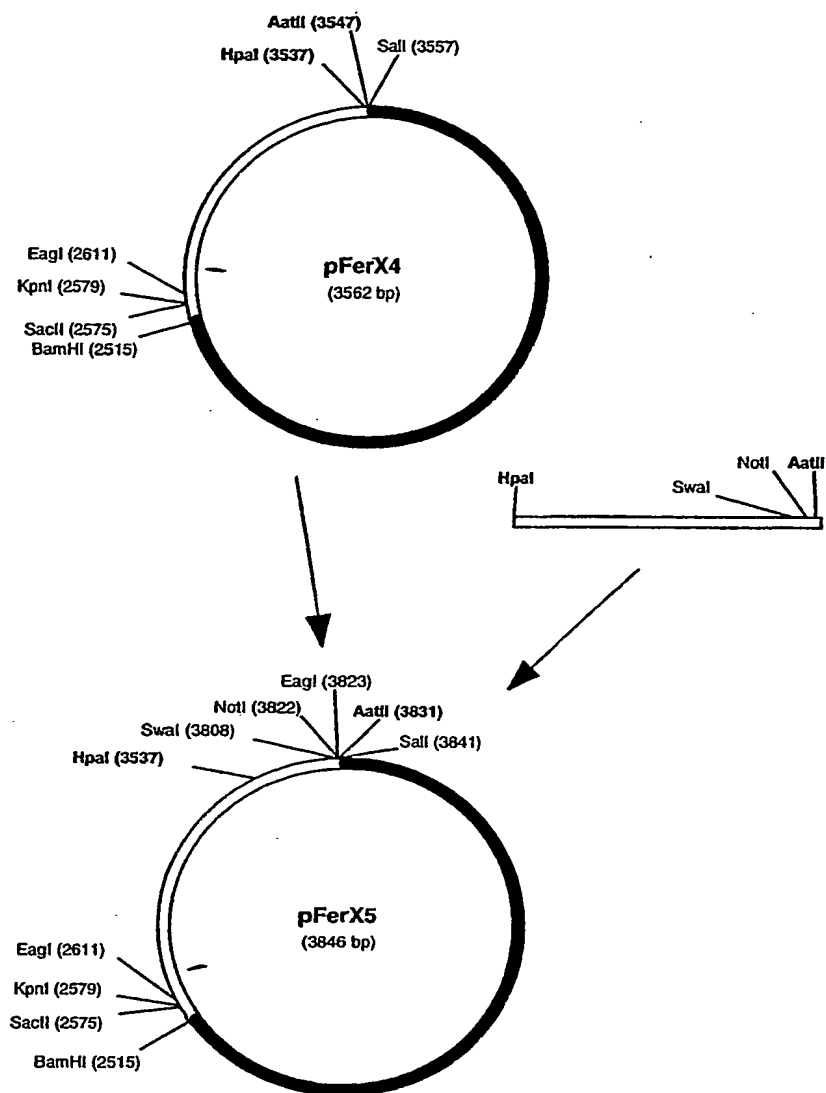 AatII (3547)
SalI (3557)
HpaI (3537)
EagI (2611)
KpnI (2579)
SacII (2575)
BamHI (2515)
pFerX4
(3562 bp)
HpaI
SwaI
NotI
AatII
EagI (3823)
NotI (3822)
AatII (3831)
SwaI (3808)
SalI (3841)
HpaI (3537)
pFerX5
(3846 bp)
EagI (2611)
KpnI (2579)
SacII (2575)
BamHI (2515)